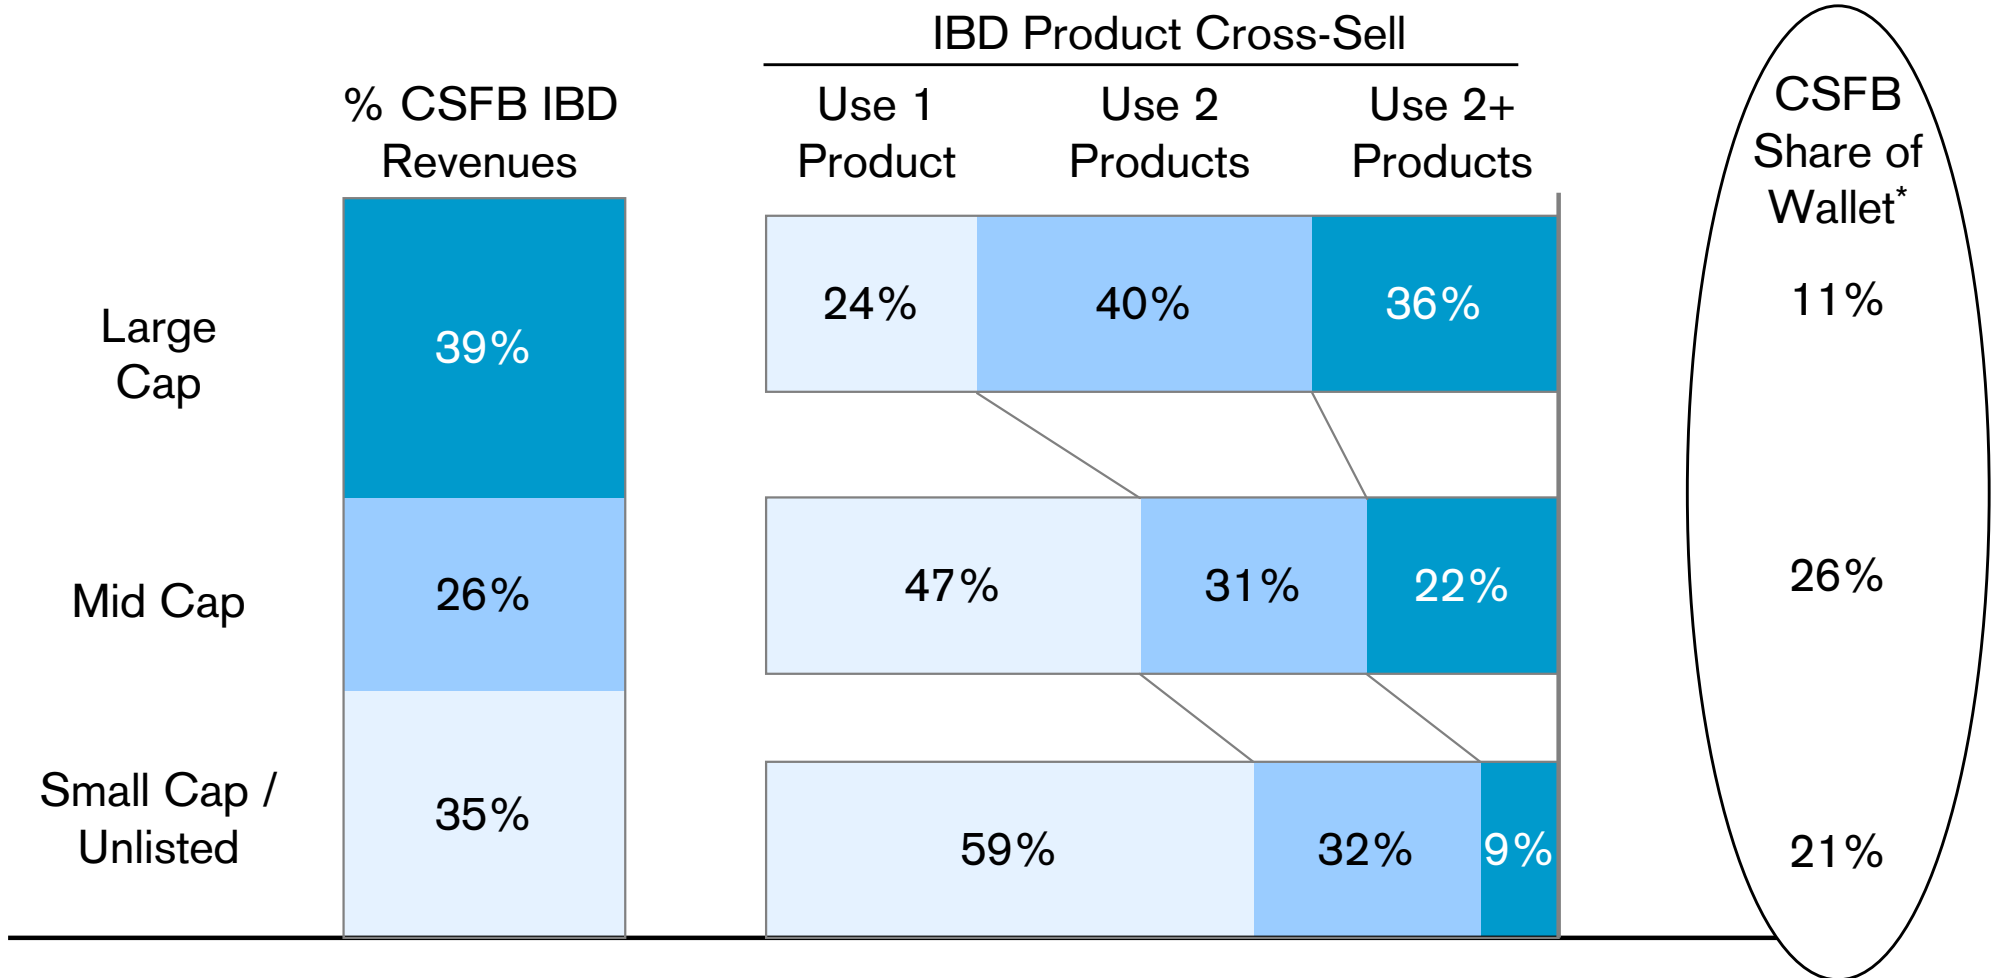 IBD Product Cross-Sell
% CSFB IBD
Revenues
Use 1
Product
Use 2
Products
Use 2+
Products
CSFB
Share of
Wallet*
Large
Cap
39%
24%
40%
36%
11%
Mid Cap
26%
47%
31%
22%
26%
Small Cap /
Unlisted
35%
59%
32%
9%
21%